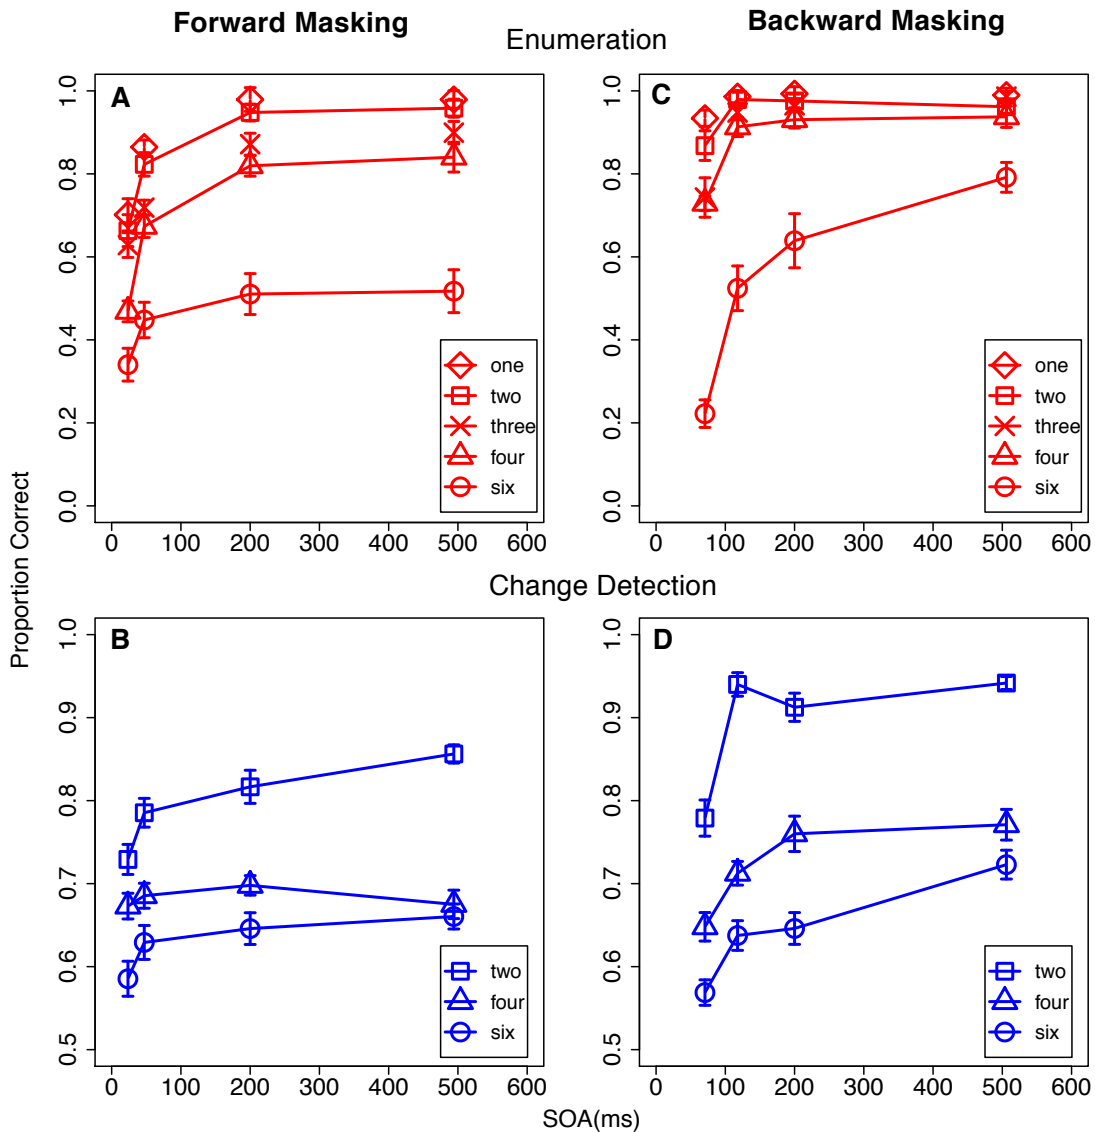 Forward Masking
Backward Masking
Enumeration
A
1.0
0.8
0.6
0.4
0.2
0.0
one
two
three
four
six
0 100 200 300 400 500 600
C
1.0
0.8
0.6
0.4
0.2
0.0
one
two
three
four
six
0 100 200 300 400 500 600
Proportion Correct
Change Detection
B
1.0
0.9
0.8
0.7
0.6
0.5
two
four
six
0 100 200 300 400 500 600
D
1.0
0.9
0.8
0.7
0.6
0.5
two
four
six
0 100 200 300 400 500 600
SOA(ms)